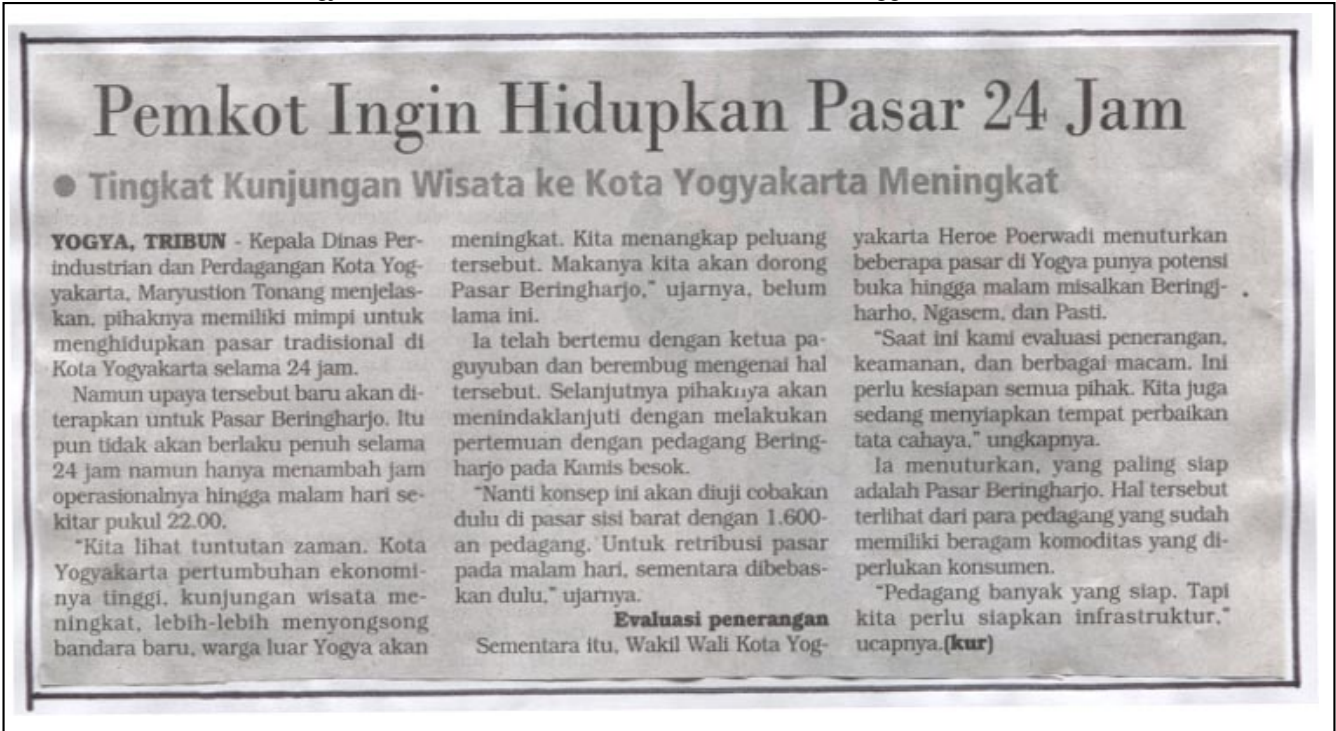 Pemkot Ingin Hidupkan Pasar 24 Jam
● Tingkat Kunjungan Wisata ke Kota Yogyakarta Meningkat
YOGYA, TRIBUN - Kepala Dinas Per-
industrian dan Perdagangan Kota Yog-
yakarta, Maryustion Tonang menjelas-
kan, pihaknya memiliki mimpi untuk
menghidupkan pasar tradisional di
Kota Yogyakarta selama 24 jam.
Namun upaya tersebut baru akan di-
terapkan untuk Pasar Beringharjo. Itu
pun tidak akan berlaku penuh selama
24 jam namun hanya menambah jam
operasionalnya hingga malam hari se-
kitar pukul 22.00.
"Kita lihat tuntutan zaman. Kota
Yogyakarta pertumbuhan ekonomi-
nya tinggi, kunjungan wisata me-
ningkat, lebih-lebih menyongsong
bandara baru, warga luar Yogya akan
meningkat. Kita menangkap peluang
tersebut. Makanya kita akan dorong
Pasar Beringharjo," ujarnya, belum
lama ini.
Ia telah bertemu dengan ketua pa-
guyuban dan berembug mengenai hal
tersebut. Selanjutnya pihaknya akan
menindaklanjuti dengan melakukan
pertemuan dengan pedagang Bering-
harjo pada Kamis besok.
"Nanti konsep ini akan diuji cobakan
dulu di pasar sisi barat dengan 1.600-
an pedagang. Untuk retribusi pasar
pada malam hari, sementara dibebas-
kan dulu," ujarnya.
Evaluasi penerangan
Sementara itu, Wakil Wali Kota Yog-
yakarta Heroe Poerwadi menuturkan
beberapa pasar di Yogya punya potensi
buka hingga malam misalkan Beringj-
harho, Ngasem, dan Pasti.
"Saat ini kami evaluasi penerangan,
keamanan, dan berbagai macam. Ini
perlu kesiapan semua pihak. Kita juga
sedang menyiapkan tempat perbaikan
tata cahaya," ungkapnya.
Ia menuturkan, yang paling siap
adalah Pasar Beringharjo. Hal tersebut
terlihat dari para pedagang yang sudah
memiliki beragam komoditas yang di-
perlukan konsumen.
"Pedagang banyak yang siap. Tapi
kita perlu siapkan infrastruktur,"
ucapnya.(kur)